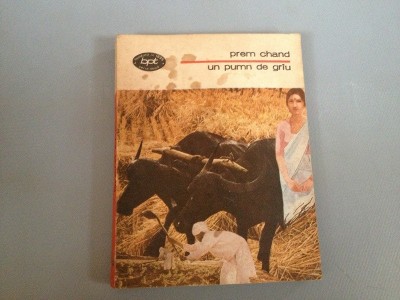 bpt
prem chand
un pumn de grîu